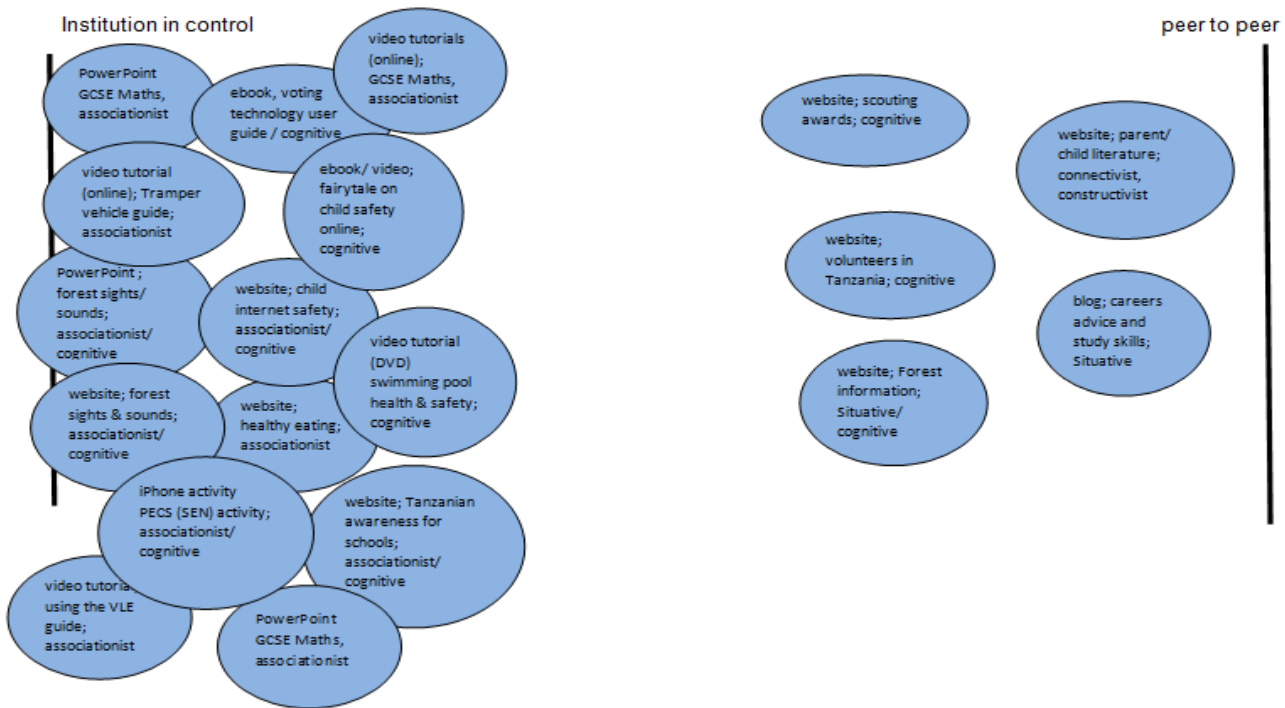 Institution in control
peer to peer
PowerPoint
GCSE Maths,
associationist
ebook, voting
technology user
guide / cognitive
video tutorials
(online);
GCSE Maths,
associationist
video tutorial
(online); Tramper
vehicle guide;
associationist
ebook/ video;
fairytale on
child safety
online;
cognitive
PowerPoint ;
forest sights/
sounds;
associationist/
cognitive
website; child
internet safety;
associationist/
cognitive
video tutorial
(DVD)
swimming pool
health & safety;
cognitive
website; forest
sights & sounds;
associationist/
cognitive
website;
healthy eating;
associationist
iPhone activity
PECS (SEN) activity;
associationist/
cognitive
website; Tanzanian
awareness for
schools;
associationist/
cognitive
video tutorial
using the VLE
guide;
associationist
PowerPoint
GCSE Maths,
associationist
website; scouting
awards; cognitive
website; parent/
child literature;
connectivist,
constructivist
website;
volunteers in
Tanzania; cognitive
blog; careers
advice and
study skills;
Situative
website; Forest
information;
Situative/
cognitive